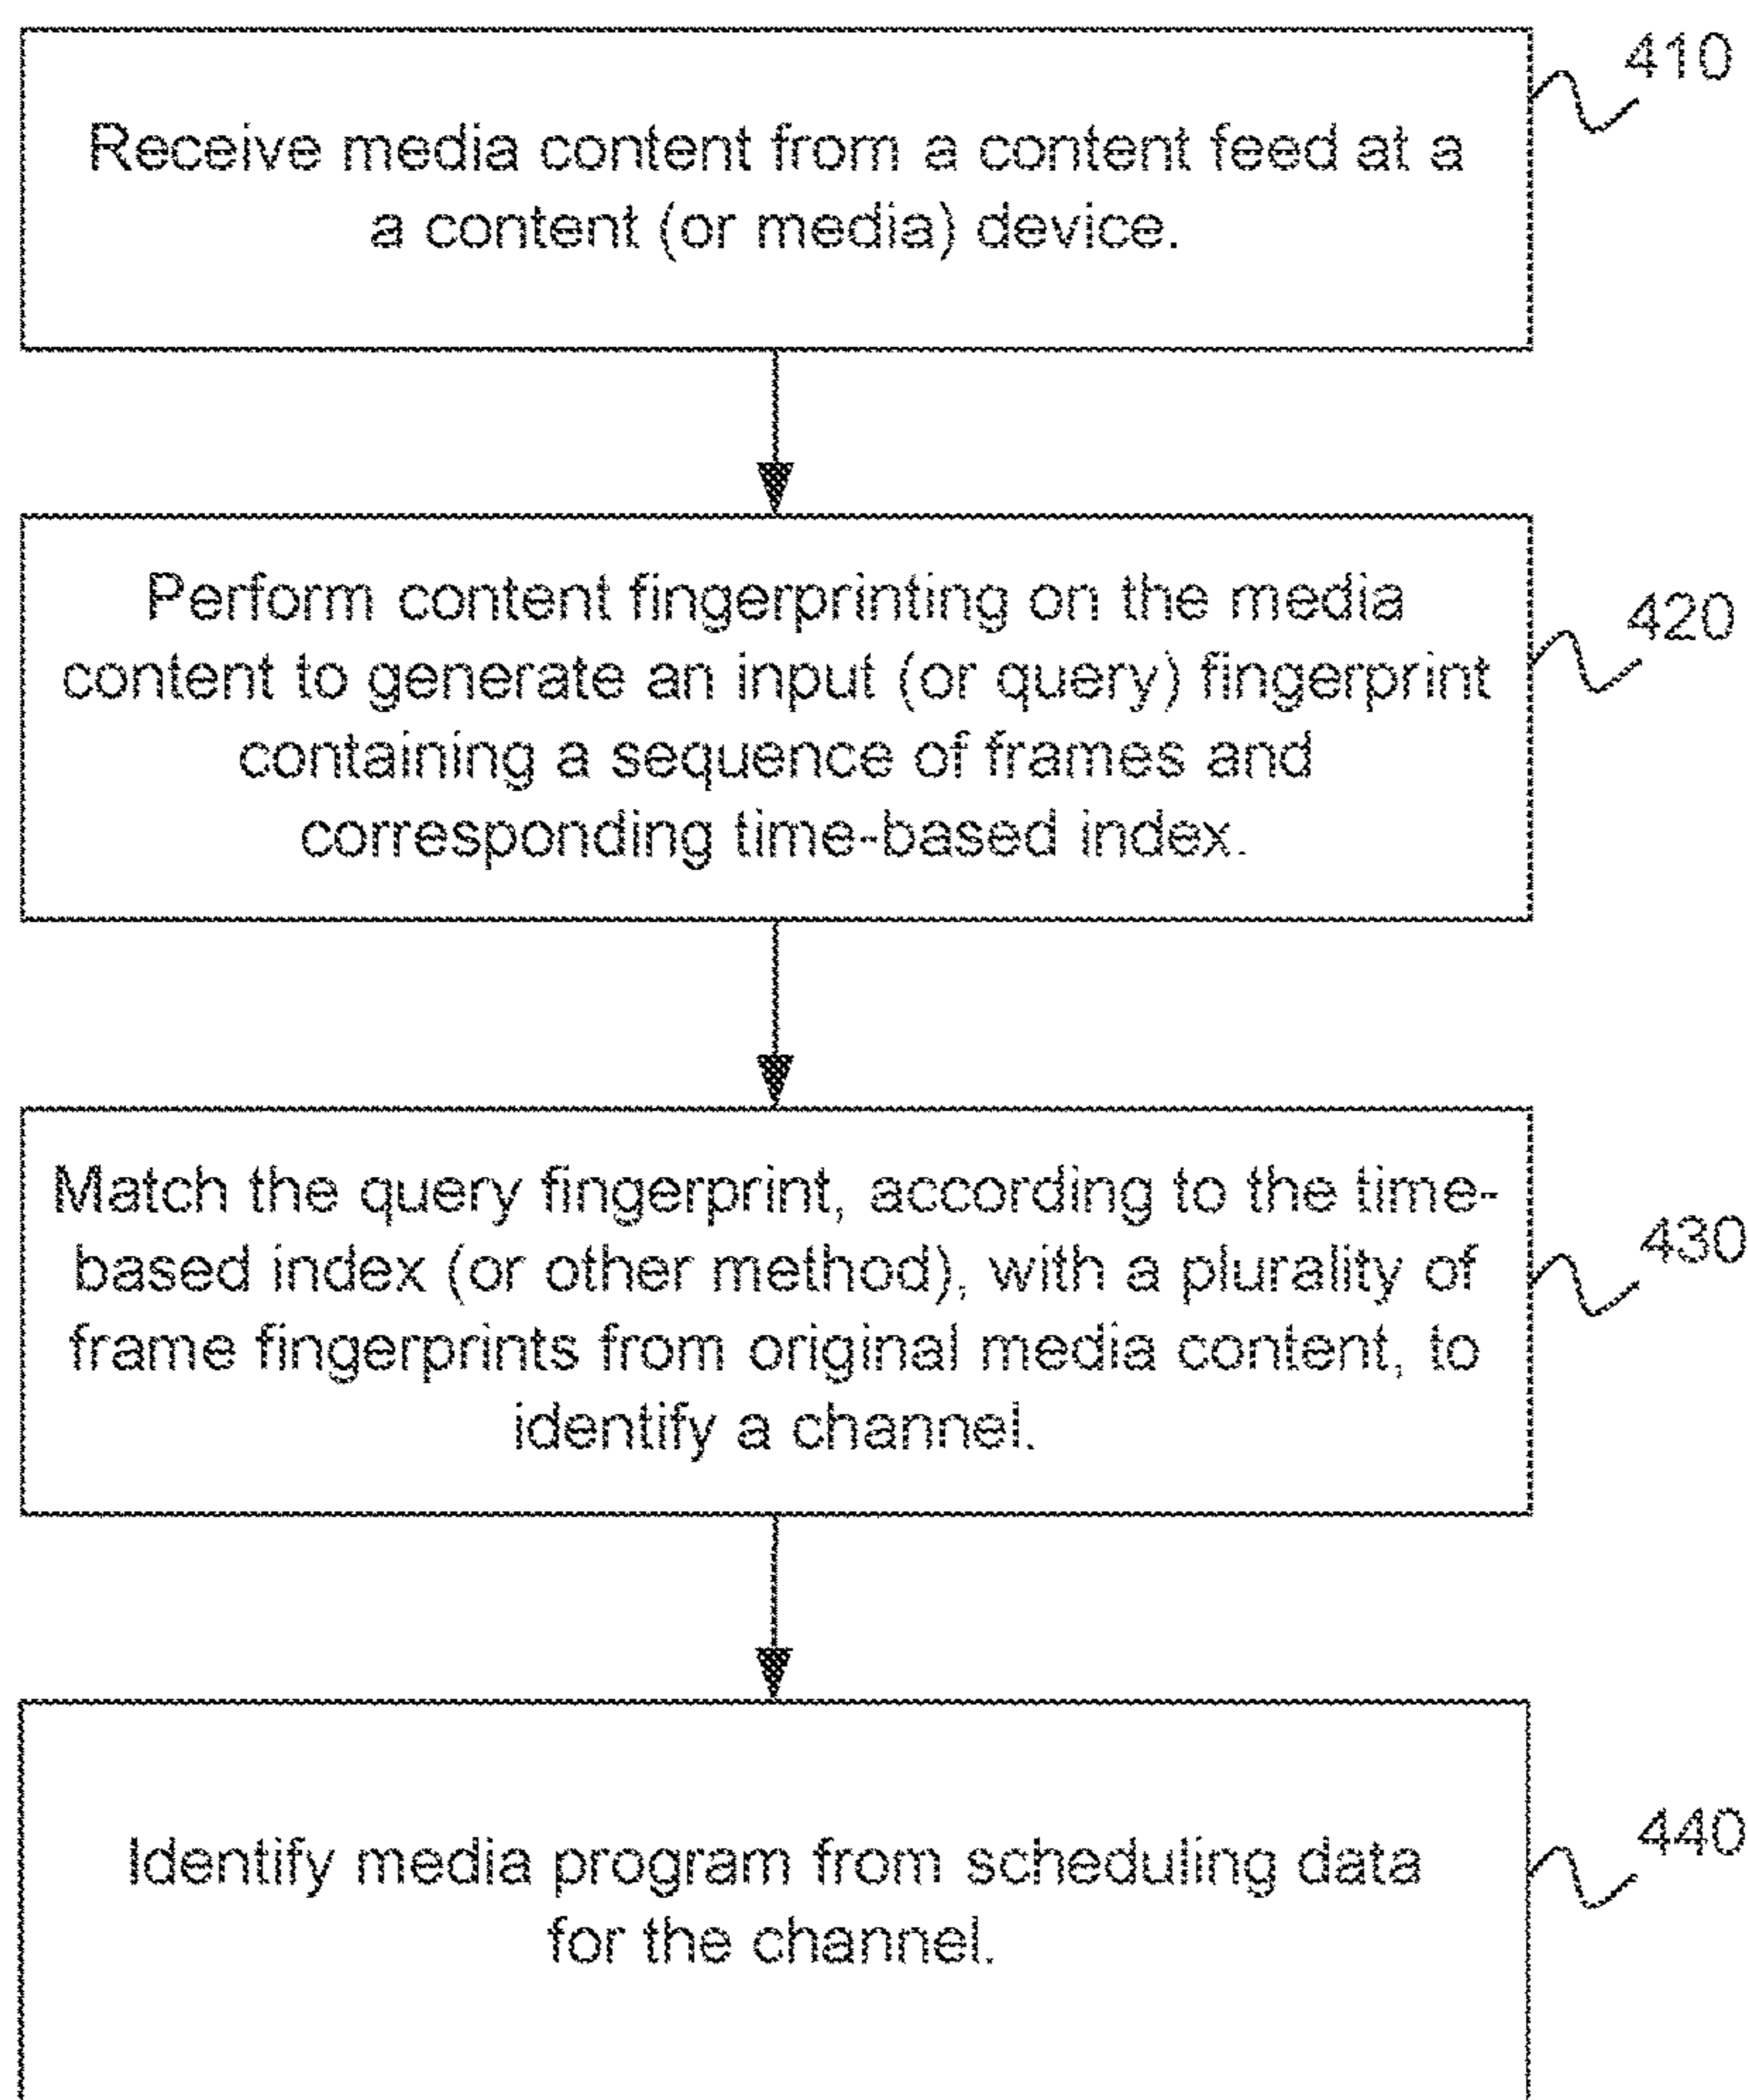 410
Receive media content from a content feed at a
a content (or media) device.
Perform content fingerprinting on the media
content to generate an input (or query) fingerprint
containing a sequence of frames and
corresponding time-based index.
420
Match the query fingerprint, according to the time-
based index (or other method), with a plurality of
frame fingerprints from original media content, to
identify a channel.
430
Identify media program from scheduling data
for the channel.
440